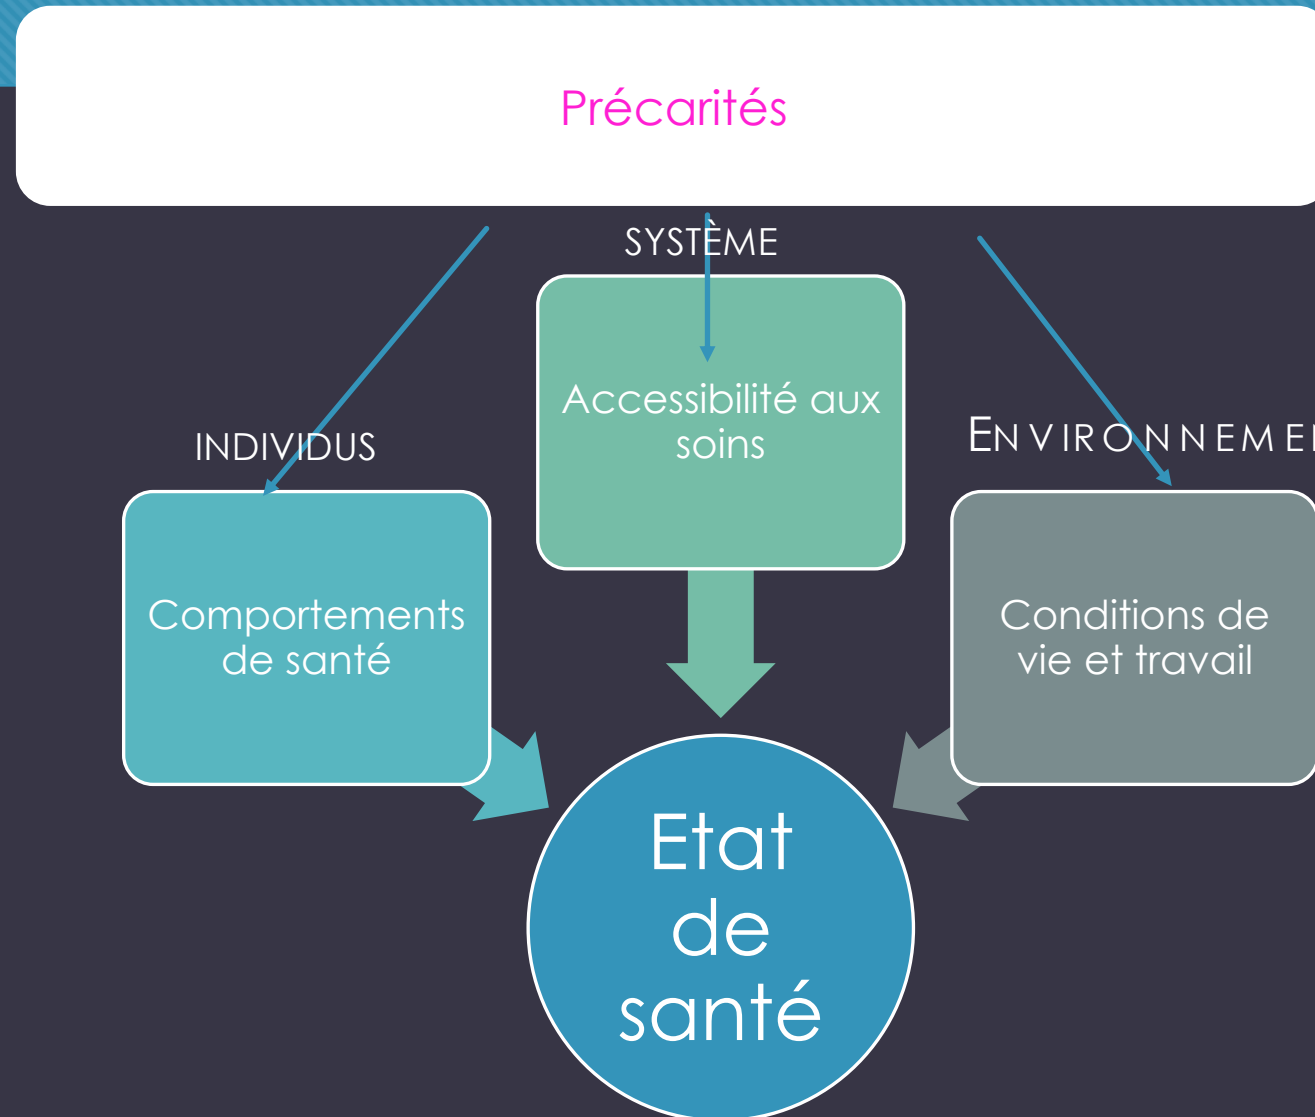 Précarités
SYSTÈME
Accessibilité aux
soins
INDIVIDUS
Comportements
de santé
Conditions de
vie et travail
Etat
de
santé